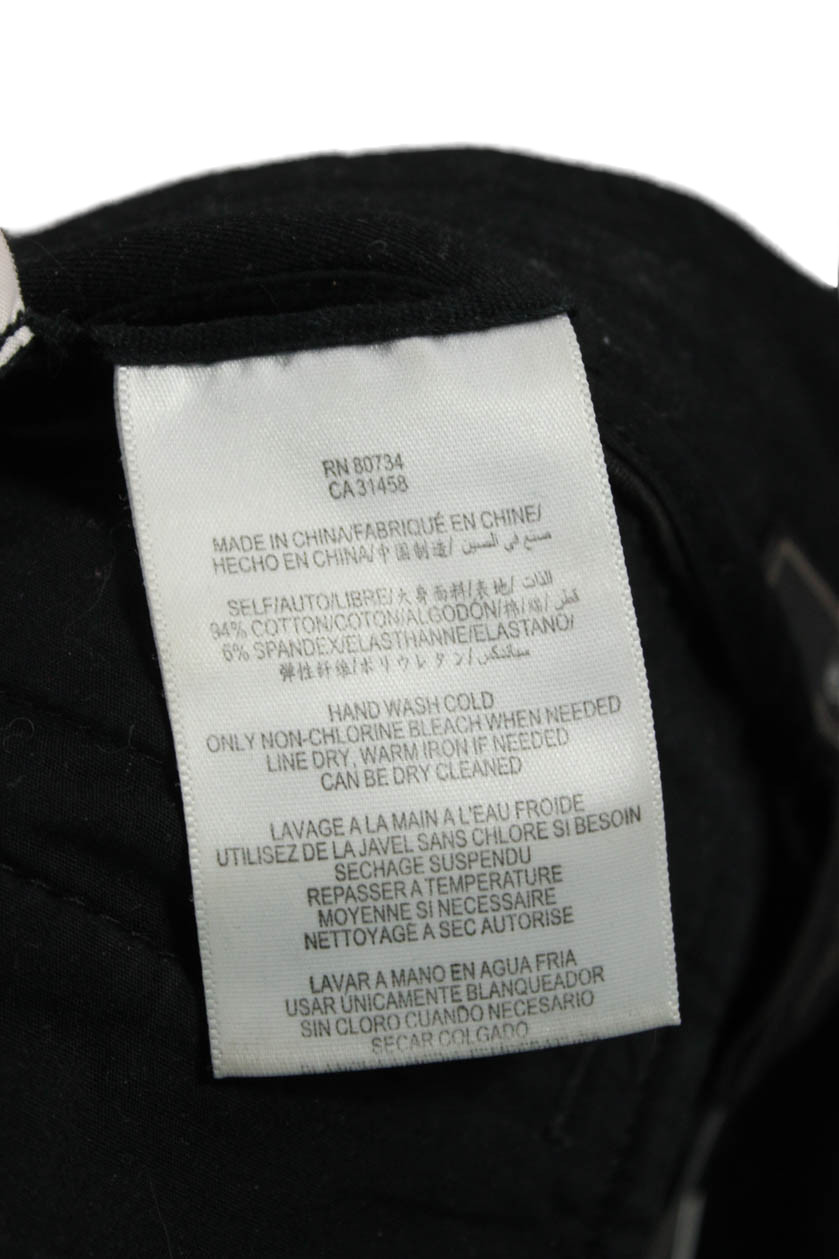 RN 80734
CA 31458
MADE IN CHINA/FABRIQUÉ EN CHINE/
HECHO EN CHINA/中国制造/ صنع في الصين
SELF/AUTO/LIBRE/大身面料/表地/ الذات
94% COTTON/COTON/ALGODÓN/棉/綿/ قطن
6% SPANDEX/ELASTHANNE/ELASTANO/
弹性纤维/ポリウレタン/ سباندكس
HAND WASH COLD
ONLY NON-CHLORINE BLEACH WHEN NEEDED
LINE DRY, WARM IRON IF NEEDED
CAN BE DRY CLEANED
LAVAGE A LA MAIN A L'EAU FROIDE
UTILISEZ DE LA JAVEL SANS CHLORE SI BESOIN
SECHAGE SUSPENDU
REPASSER A TEMPERATURE
MOYENNE SI NECESSAIRE
NETTOYAGE A SEC AUTORISE
LAVAR A MANO EN AGUA FRIA
USAR ÚNICAMENTE BLANQUEADOR
SIN CLORO CUANDO NECESARIO
SECAR COLGADO